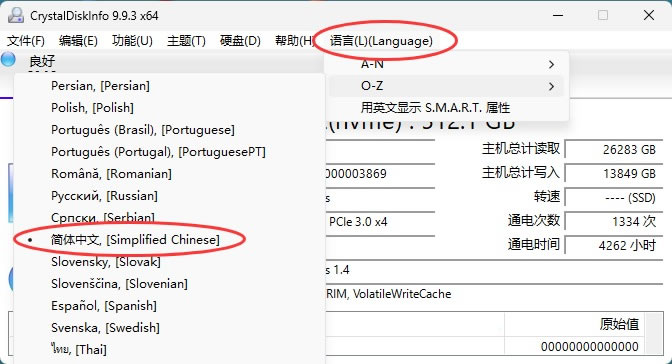 CrystalDiskInfo 9.9.3 x64
文件(F) 编辑(E) 功能(U) 主题(T) 硬盘(D) 帮助(H) 语言(L)(Language)
良好
A-N
O-Z
用英文显示 S.M.A.R.T. 属性
Persian, [Persian]
Polish, [Polish]
Português (Brasil), [Portuguese]
Português (Portugal), [PortuguesePT]
Română, [Romanian]
Русский, [Russian]
Српски, [Serbian]
简体中文, [Simplified Chinese]
Slovensky, [Slovak]
Slovenščina, [Slovenian]
Español, [Spanish]
Svenska, [Swedish]
ไทย, [Thai]
(nvme) : 512.1 GB
000003869
PCIe 3.0 x4
s 1.4
RIM, VolatileWriteCache
主机总计读取 26283 GB
主机总计写入 13849 GB
转速 ---- (SSD)
通电次数 1334 次
通电时间 4262 小时
原始值
00000000000000